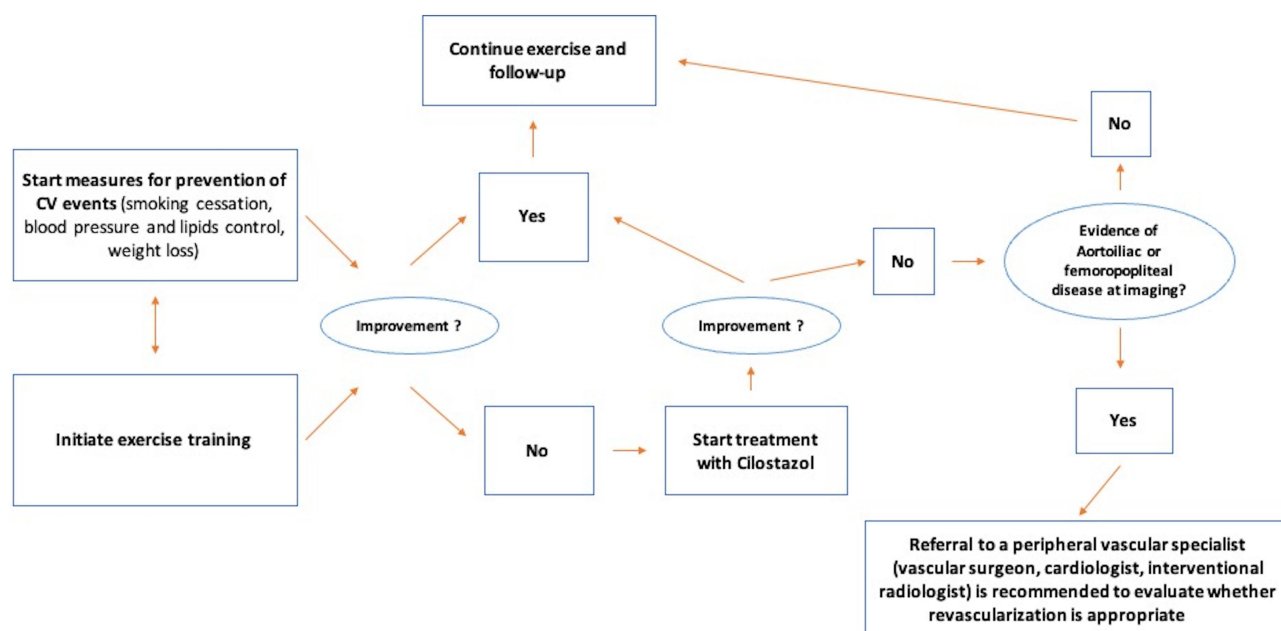 Continue exercise and
follow-up
No
Start measures for prevention of
CV events (smoking cessation,
blood pressure and lipids control,
weight loss)
Yes
No
Evidence of
Aortoiliac or
femoropopliteal
disease at imaging?
Improvement ?
Improvement ?
Initiate exercise training
No
Start treatment
with Cilostazol
Yes
Referral to a peripheral vascular specialist
(vascular surgeon, cardiologist, interventional
radiologist) is recommended to evaluate whether
revascularization is appropriate